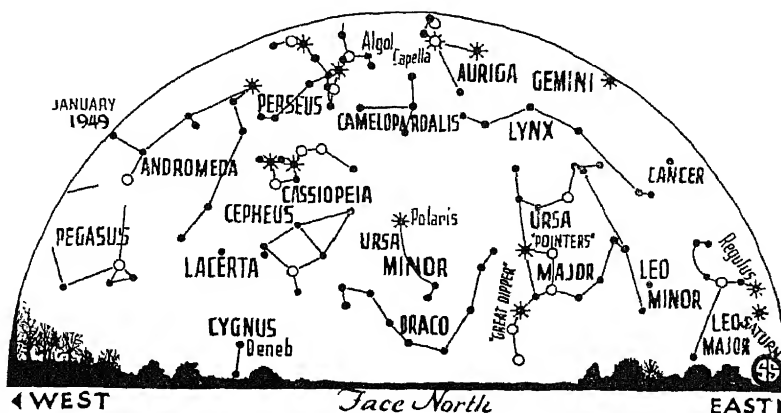 Algol
Capella
AURIGA
GEMINI
JANUARY
1949
PERSEUS
CAMELOPARDALIS
LYNX
ANDROMEDA
CANCER
CASSIOPEIA
CEPHEUS
Polaris
URSA
MINOR
URSA
"POINTERS"
MAJOR
PEGASUS
LACERTA
LEO
MINOR
Regulus
"GREAT DIPPER"
DRACO
CYGNUS
Deneb
LEO
MAJOR
SATURN
WEST
Face North
EAST